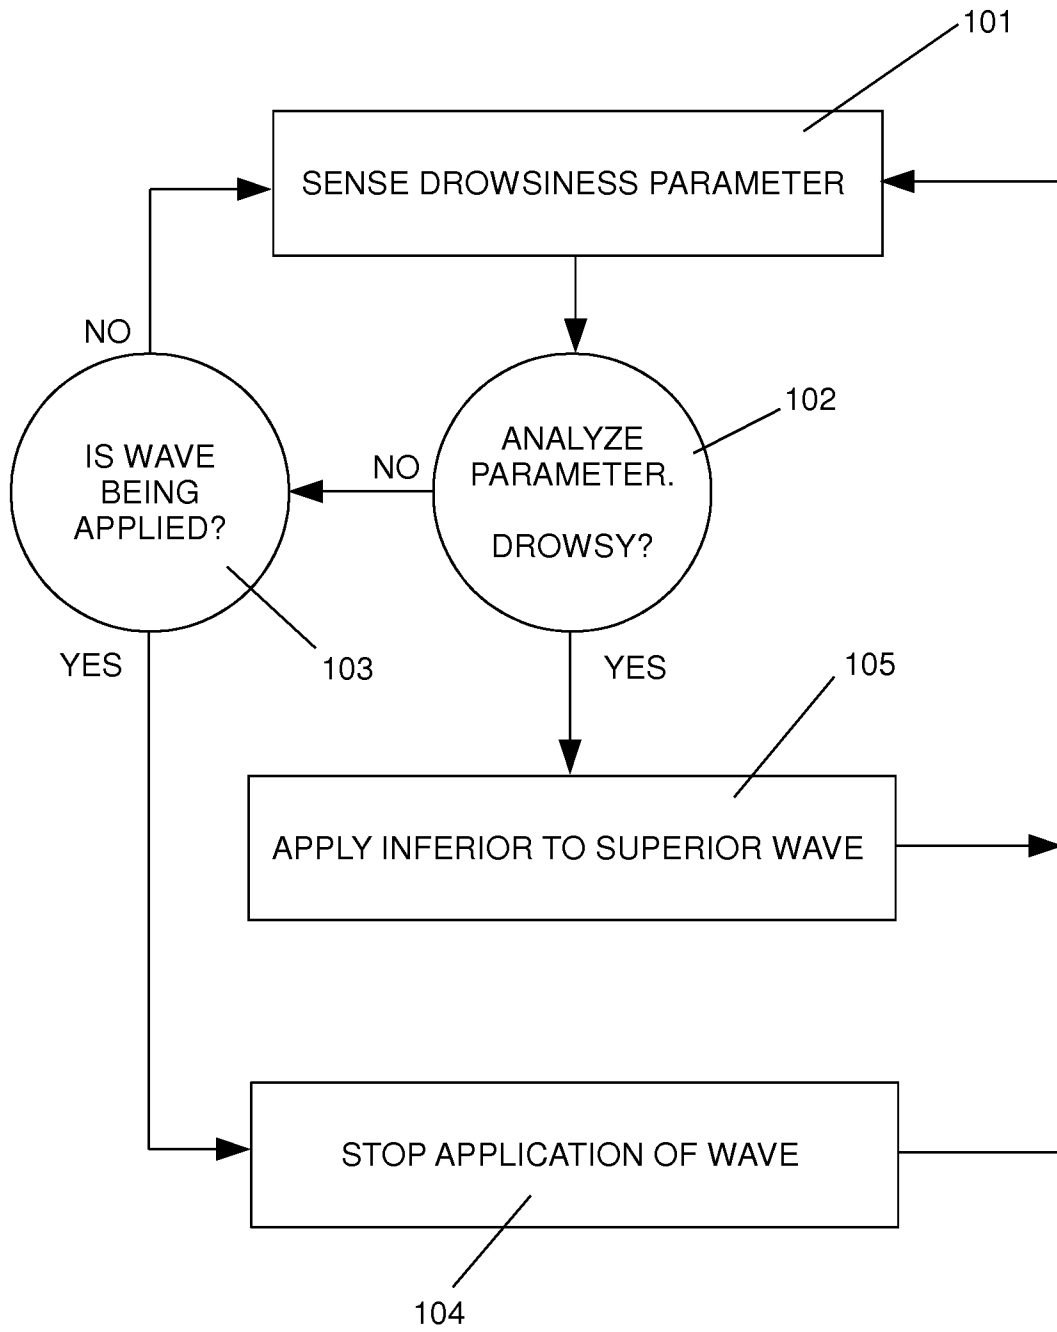 101
SENSE DROWSINESS PARAMETER
NO
102
ANALYZE
PARAMETER.
DROWSY?
NO
IS WAVE
BEING
APPLIED?
YES
103
YES
105
APPLY INFERIOR TO SUPERIOR WAVE
STOP APPLICATION OF WAVE
104